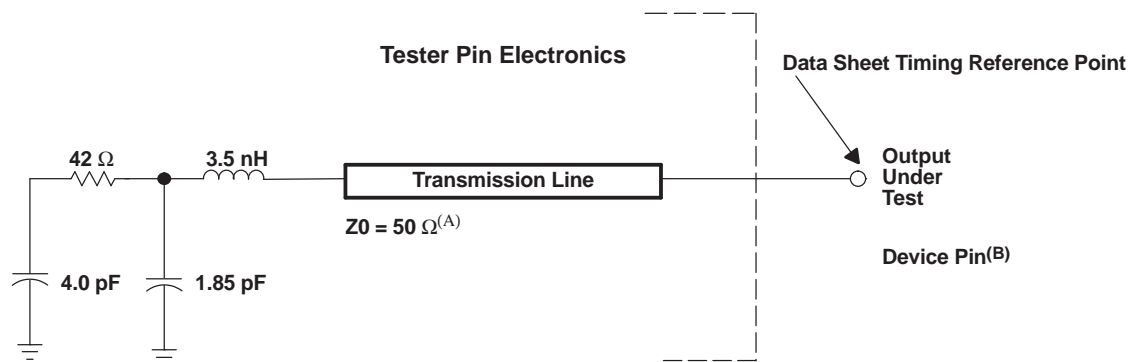 Tester Pin Electronics
Data Sheet Timing Reference Point
42 Ω
3.5 nH
Transmission Line
Output
Under
Test
Z0 = 50 Ω(A)
Device Pin(B)
4.0 pF
1.85 pF